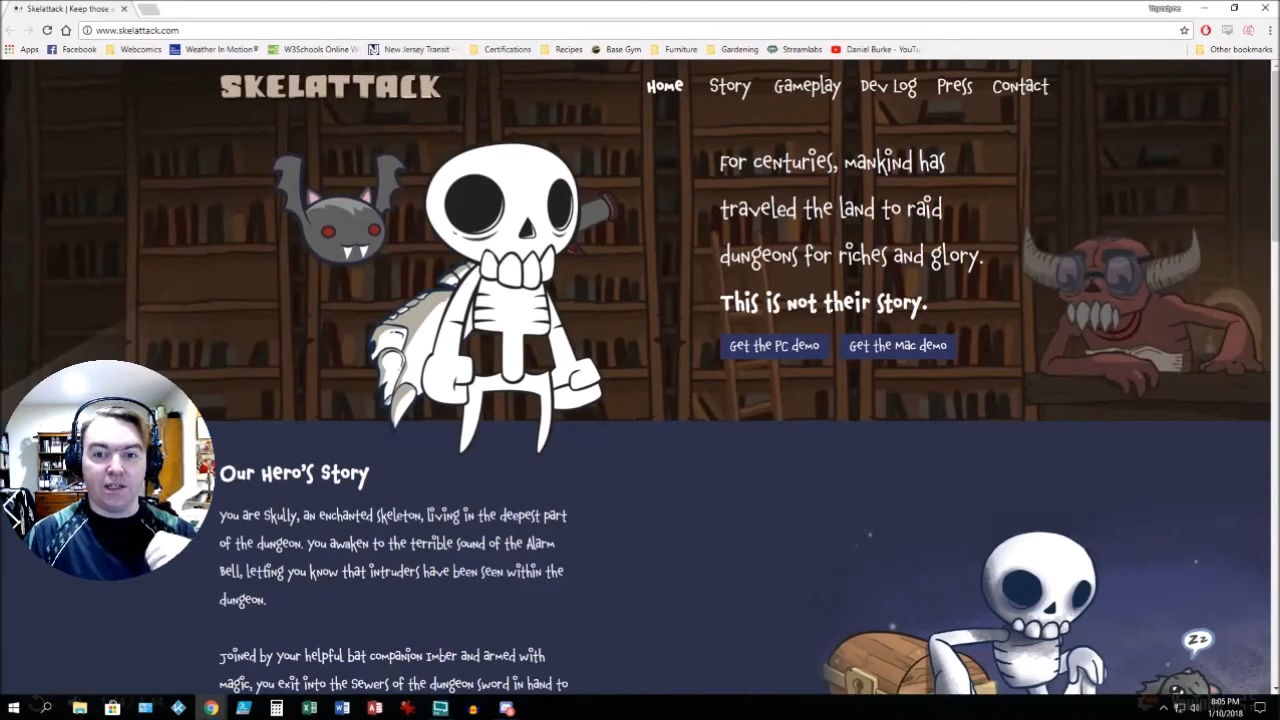 Skelattack | Keep those a
Yoyodyne
www.skelattack.com
Apps Facebook Webcomics Weather In Motion® W3Schools Online W New Jersey Transit - Certifications Recipes Base Gym Furniture Gardening Streamlabs Daniel Burke - YouTu Other bookmarks
SKELATTACK
Home Story Gameplay Dev Log Press Contact
For centuries, mankind has
traveled the land to raid
dungeons for riches and glory.
This is not their story.
Get the PC demo Get the Mac demo
Our Hero's Story
You are Skully, an enchanted skeleton, living in the deepest part
of the dungeon. You awaken to the terrible sound of the Alarm
Bell, letting you know that intruders have been seen within the
dungeon.
Joined by your helpful bat companion Imber and armed with
magic, you exit into the sewers of the dungeon sword in hand to
Zz
8:05 PM
1/10/2018